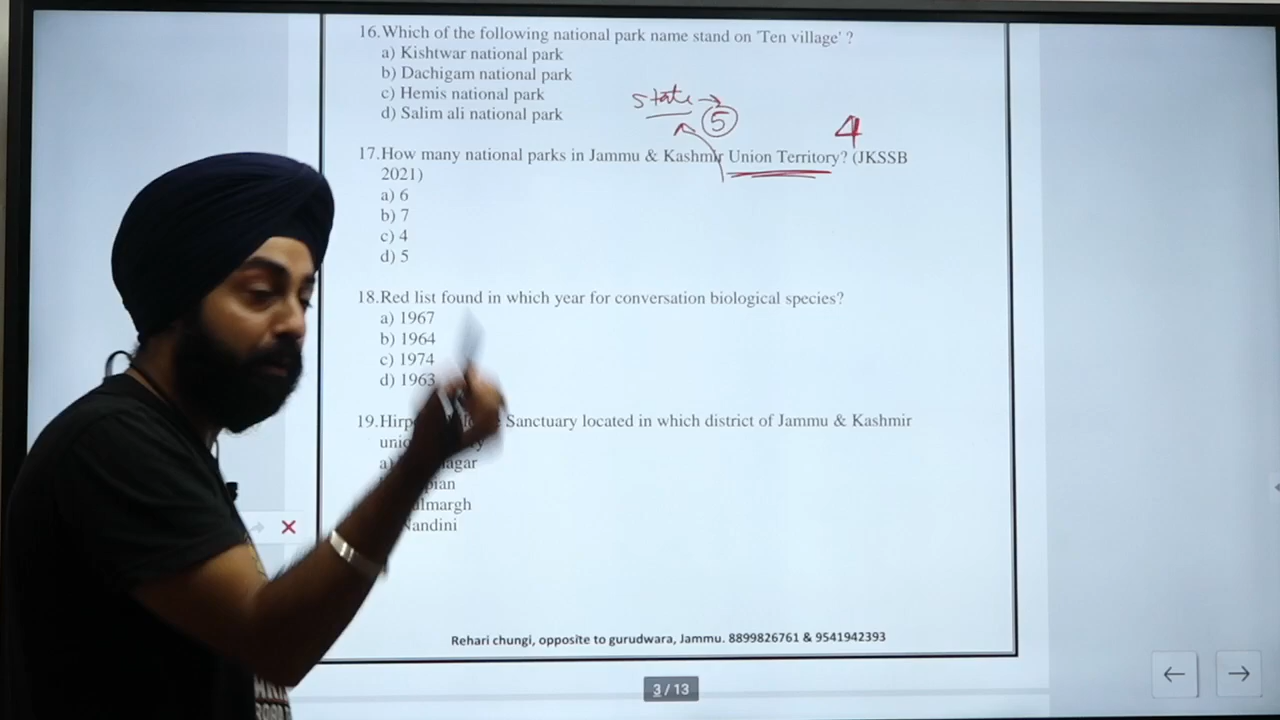 16.Which of the following national park name stand on 'Ten village' ?
a) Kishtwar national park
b) Dachigam national park
c) Hemis national park
d) Salim ali national park
state →
5
4
17.How many national parks in Jammu & Kashmir Union Territory? (JKSSB
2021)
a) 6
b) 7
c) 4
d) 5
18.Red list found in which year for conversation biological species?
a) 1967
b) 1964
c) 1974
d) 1963
19. Sanctuary located in which district of Jammu & Kashmir
Nandini
Rehari chungi, opposite to gurudwara, Jammu. 8899826761 & 9541942393
3 / 13